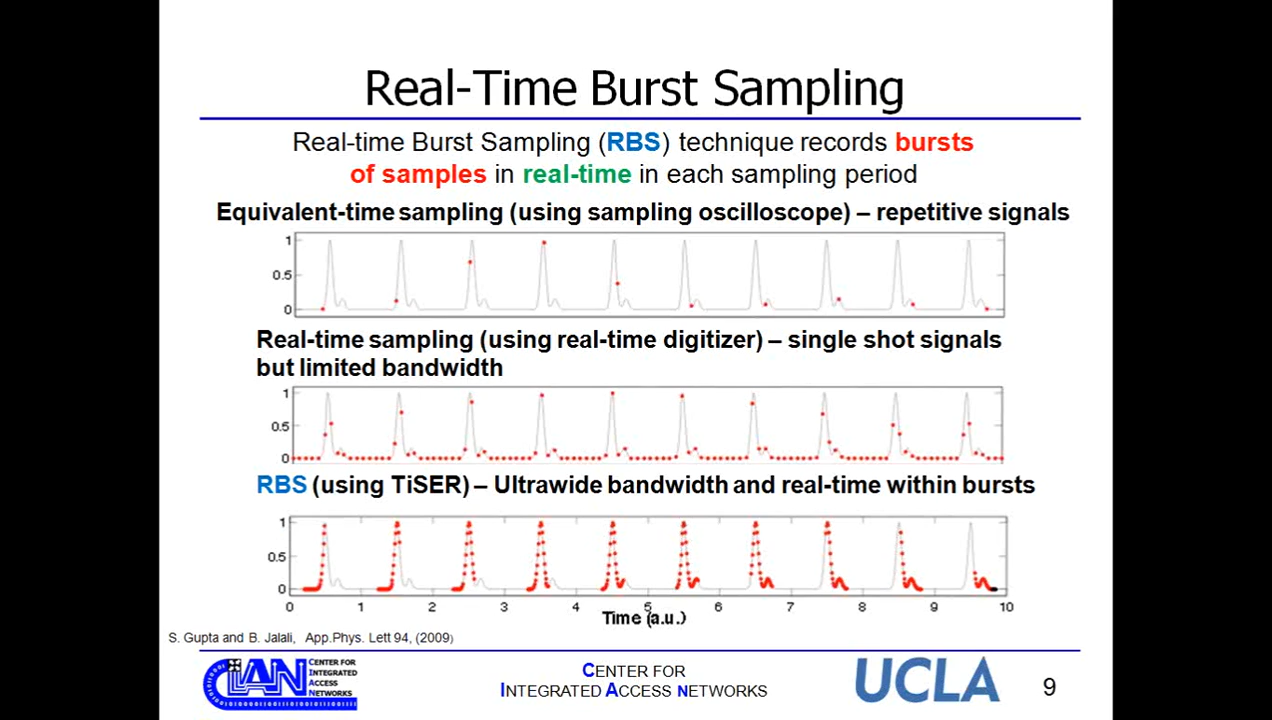 Real-Time Burst Sampling
Real-time Burst Sampling (RBS) technique records bursts
of samples in real-time in each sampling period
Equivalent-time sampling (using sampling oscilloscope) – repetitive signals
1
0.5
0
Real-time sampling (using real-time digitizer) – single shot signals
but limited bandwidth
1
0.5
0
RBS (using TiSER) – Ultrawide bandwidth and real-time within bursts
1
0.5
0
0 1 2 3 4 5 6 7 8 9 10
Time (a.u.)
S. Gupta and B. Jalali, App.Phys. Lett 94, (2009)
CIAN
CENTER FOR
INTEGRATED
ACCESS
NETWORKS
CENTER FOR
INTEGRATED ACCESS NETWORKS
UCLA
9